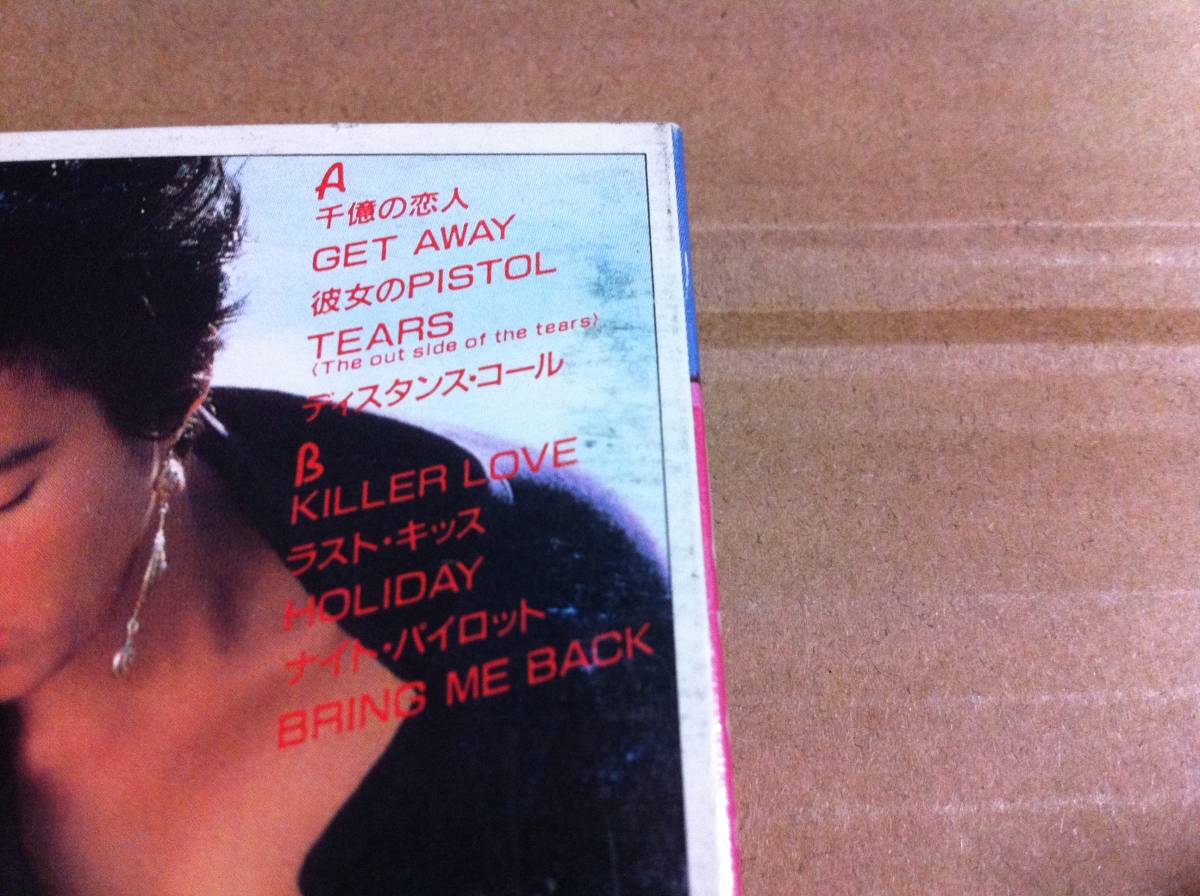 A
千億の恋人
GET AWAY
彼女のPISTOL
TEARS
(The out side of the tears)
ディスタンス・コール
B
KILLER LOVE
ラスト・キッス
HOLIDAY
ナイト・パイロット
BRING ME BACK